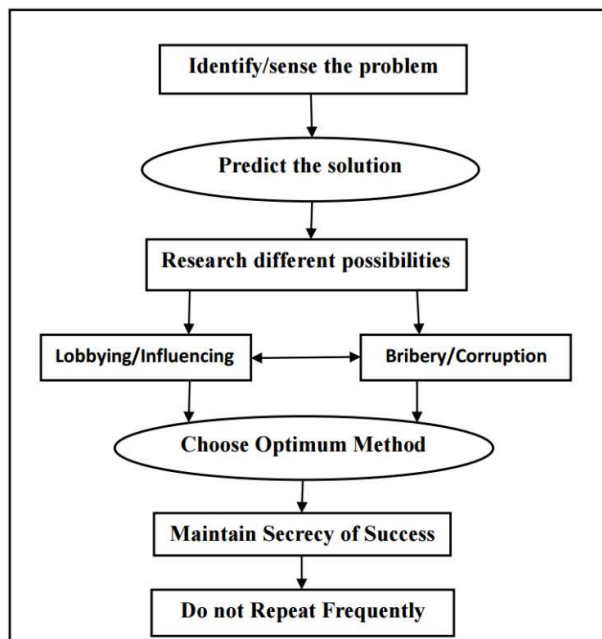 Identify/sense the problem
Predict the solution
Research different possibilities
Lobbying/Influencing
Bribery/Corruption
Choose Optimum Method
Maintain Secrecy of Success
Do not Repeat Frequently